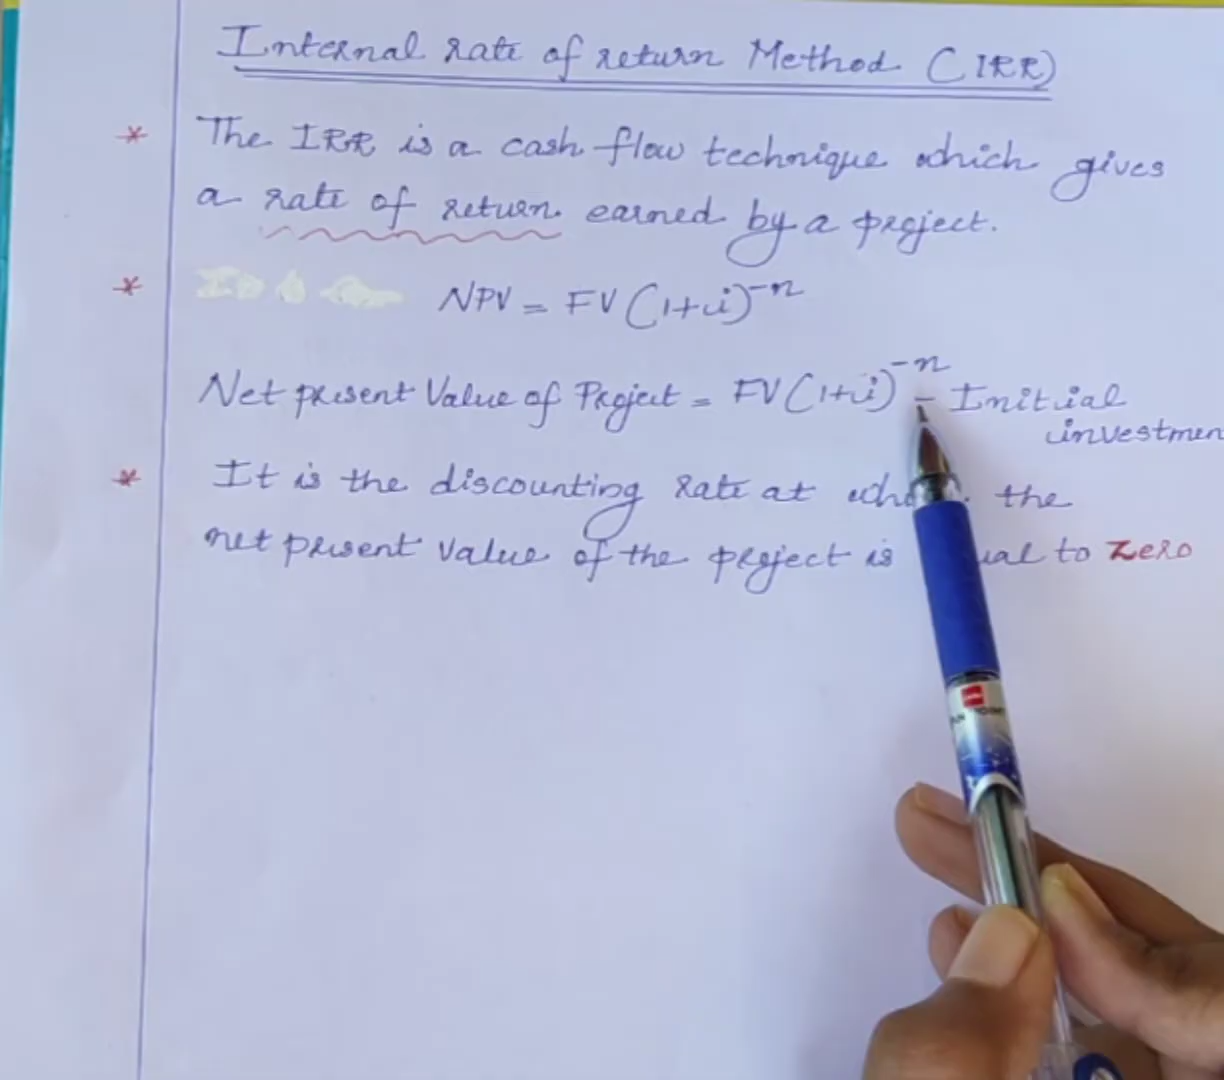 Internal rate of return Method (IRR)
* The IRR is a cash flow technique which gives
a rate of return earned by a project.
* NPV = FV (1+i)⁻ⁿ
Net present Value of Project = FV (1+i)⁻ⁿ - Initial
investmen
* It is the discounting rate at the
net present value of the project is to zero